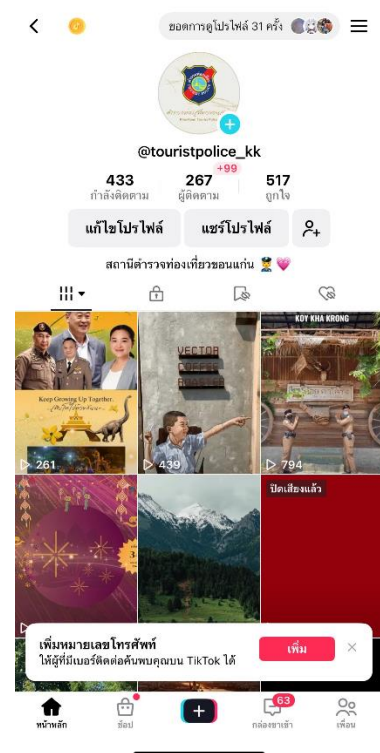 ยอดการดูโปรไฟล์ 31 ครั้ง
@touristpolice_kk
+99
433 267 517
กำลังติดตาม ผู้ติดตาม ถูกใจ
แก้ไขโปรไฟล์ แชร์โปรไฟล์
สถานีตำรวจท่องเที่ยวขอนแก่น
Keep Growing Up Together.
261
VECTOR
COFFEE
439
KOY KHA KRONG
794
ปิดเสียงแล้ว
เพิ่มหมายเลขโทรศัพท์
ให้ผู้ที่มีเบอร์ติดต่อค้นพบคุณบน TikTok ได้
เพิ่ม
63
หน้าหลัก ช้อป กล่องขาเข้า เพื่อน